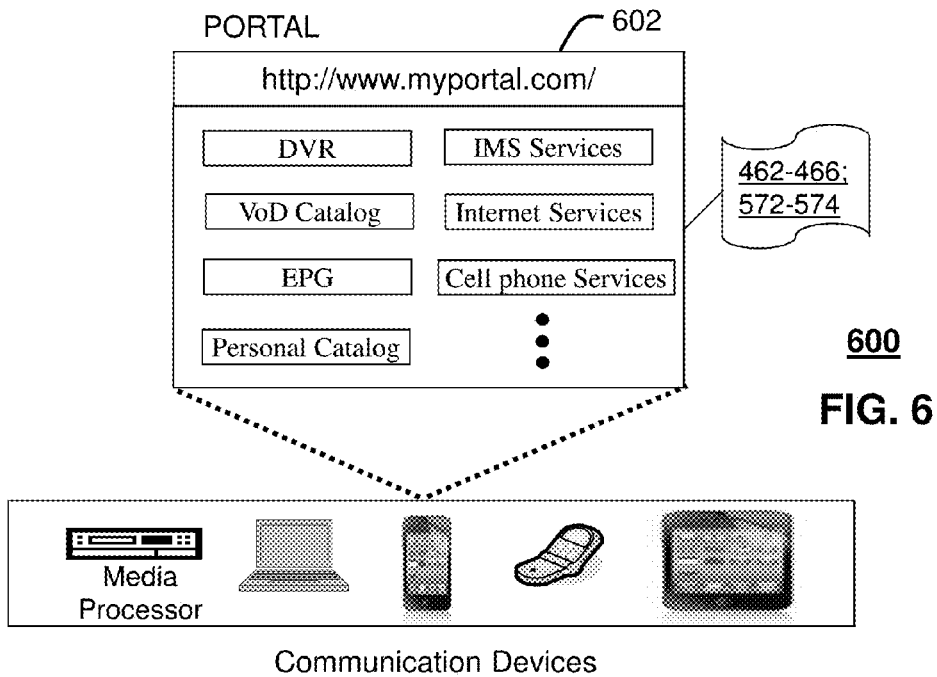 PORTAL
602
http://www.myportal.com/
DVR
IMS Services
VoD Catalog
Internet Services
EPG
Cell phone Services
Personal Catalog
462-466;
572-574
600
FIG. 6
Media
Processor
Communication Devices